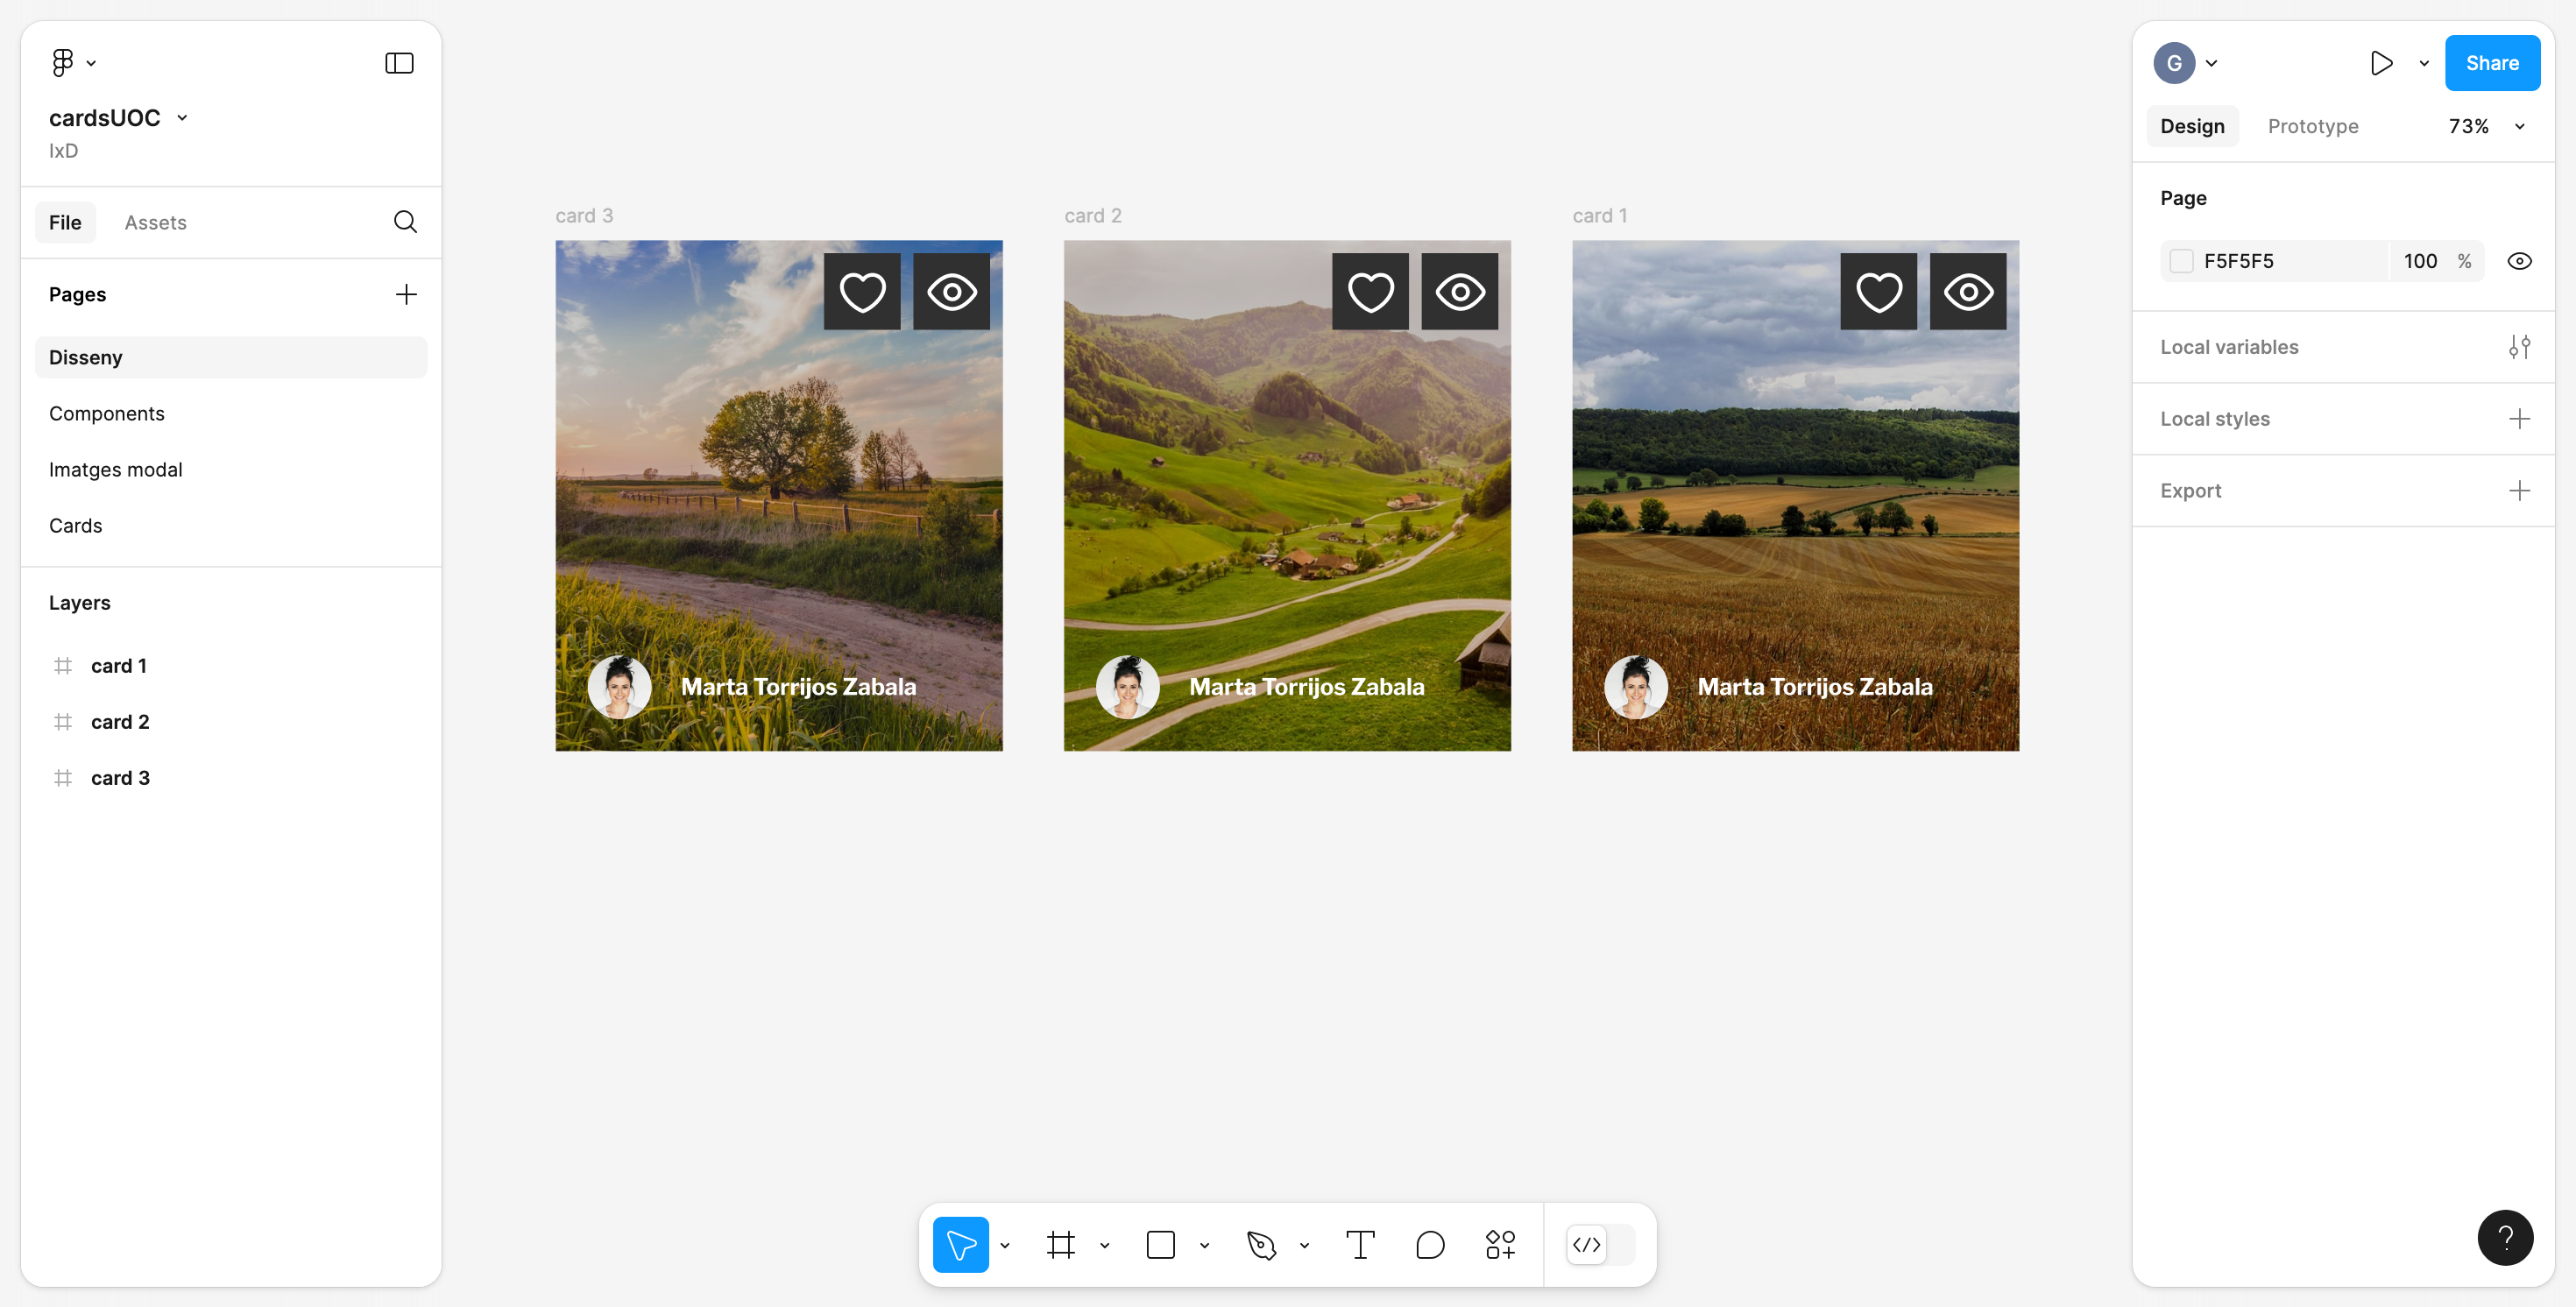 cardsUOC
IxD
File Assets
Pages
Disseny
Components
Imatges modal
Cards
Layers
card 1
card 2
card 3
card 3
card 2
card 1
Marta Torrijos Zabala
Marta Torrijos Zabala
Marta Torrijos Zabala
G
Share
Design Prototype 73%
Page
F5F5F5 100 %
Local variables
Local styles
Export
?